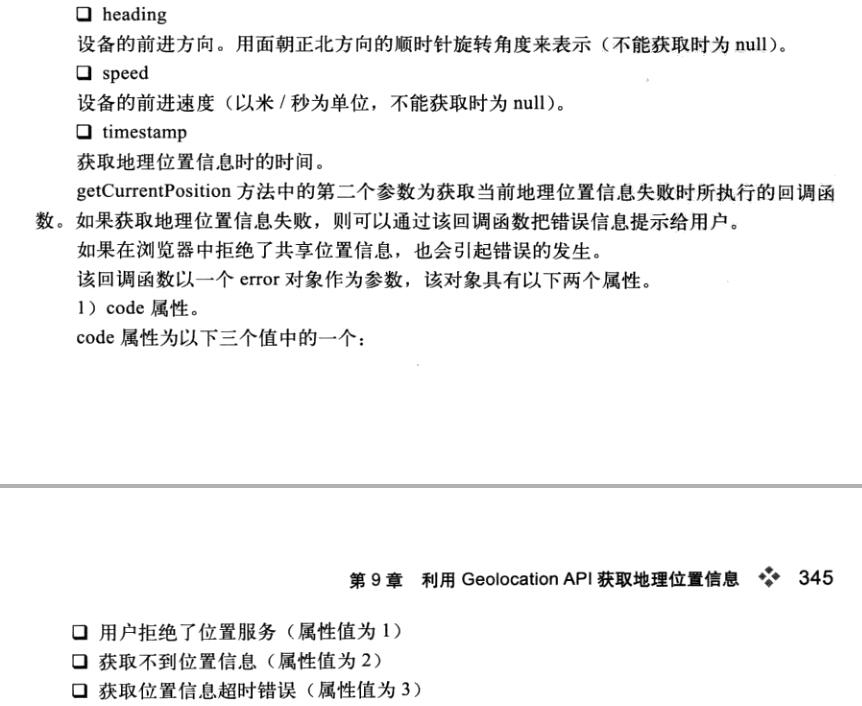 ❑ heading
设备的前进方向。用面朝正北方向的顺时针旋转角度来表示（不能获取时为 null）。
❑ speed
设备的前进速度（以米 / 秒为单位，不能获取时为 null）。
❑ timestamp
获取地理位置信息时的时间。
getCurrentPosition 方法中的第二个参数为获取当前地理位置信息失败时所执行的回调函
数。如果获取地理位置信息失败，则可以通过该回调函数把错误信息提示给用户。
如果在浏览器中拒绝了共享位置信息，也会引起错误的发生。
该回调函数以一个 error 对象作为参数，该对象具有以下两个属性。
1）code 属性。
code 属性为以下三个值中的一个：
第 9 章 利用 Geolocation API 获取地理位置信息 ❖ 345
❑ 用户拒绝了位置服务（属性值为 1）
❑ 获取不到位置信息（属性值为 2）
❑ 获取位置信息超时错误（属性值为 3）